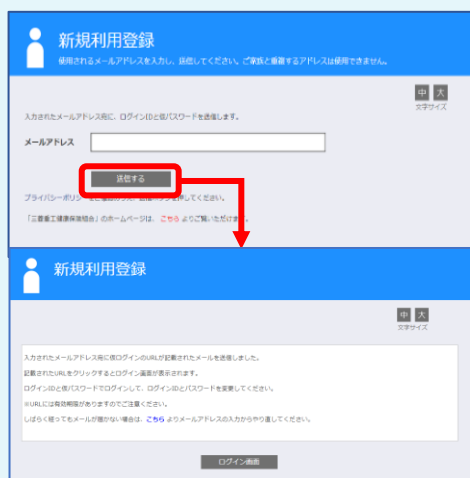 新規利用登録
使用されるメールアドレスを入力し、送信してください。ご家族と重複するアドレスは使用できません。
中 大
文字サイズ
入力されたメールアドレス宛に、ログインIDと仮パスワードを送信します。
メールアドレス
送信する
プライバシーポリシー
押してください。
「三菱重工健康保険組合」のホームページは、こちら よりご覧いただけます。
新規利用登録
中 大
文字サイズ
入力されたメールアドレス宛に仮ログインのURLが記載されたメールを送信しました。
記載されたURLをクリックするとログイン画面が表示されます。
ログインIDと仮パスワードでログインして、ログインIDとパスワードを変更してください。
※URLには有効期限がありますのでご注意ください。
しばらく経ってもメールが届かない場合は、こちら よりメールアドレスの入力からやり直してください。
ログイン画面